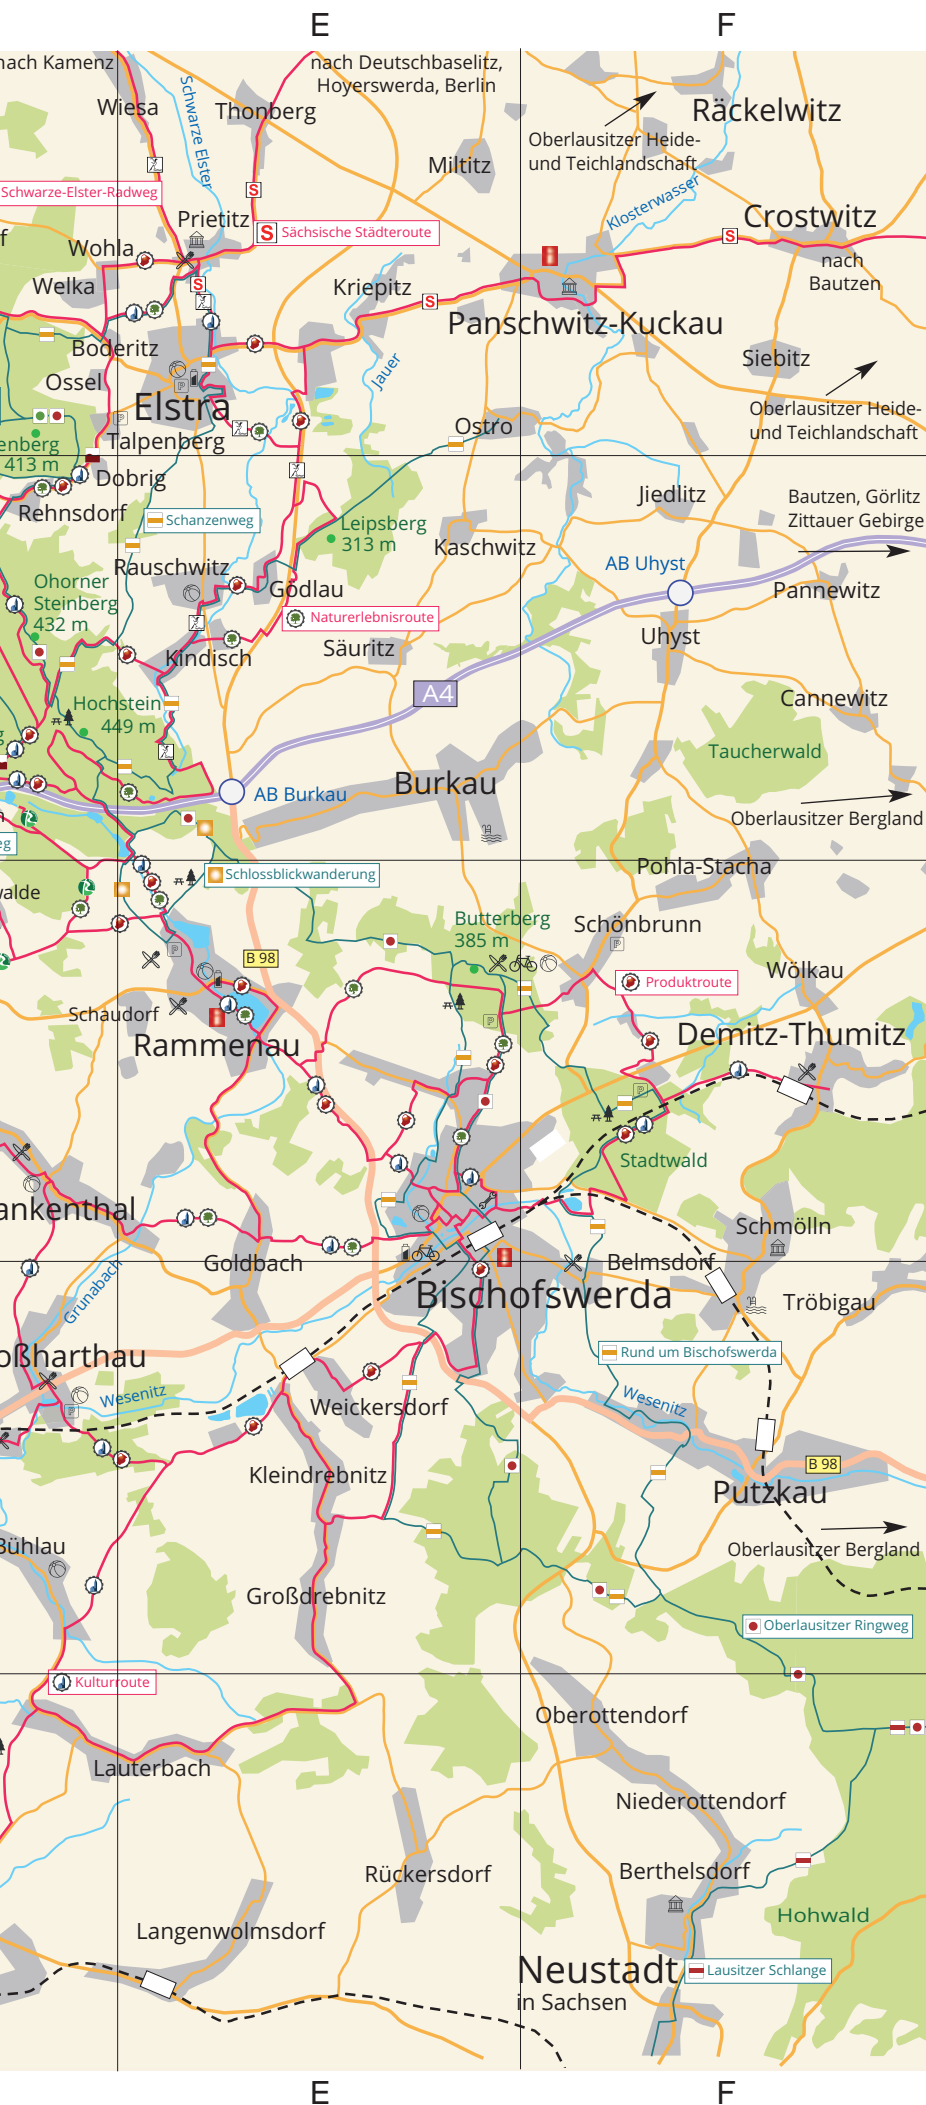 E
F
nach Kamenz
nach Deutschbaselitz,
Hoyerswerda, Berlin
Wiesa
Thonberg
Schwarze Elster
Räckelwitz
Oberlausitzer Heide-
und Teichlandschaft
Miltitz
Schwarze-Elster-Radweg
S
Klosterwasser
Prietitz
Crostwitz
S Sächsische Städteroute
S
f
Wohla
nach
Bautzen
Welka
S
Kriepitz
S
Panschwitz-Kuckau
Boderitz
Siebitz
Jauer
Ossel
P
Elstra
P
Oberlausitzer Heide-
und Teichlandschaft
Ostro
Talpenberg
enberg
413 m
Dobrig
Rehnsdorf
Jiedlitz
Bautzen, Görlitz
Zittauer Gebirge
Schanzenweg
Leipsberg
313 m
Kaschwitz
AB Uhyst
Rauschwitz
Ohorner
Steinberg
432 m
Gödlau
Pannewitz
Naturerlebnisroute
Uhyst
Säuritz
Kindisch
A4
Hochstein
449 m
Cannewitz
g
Taucherwald
Burkau
AB Burkau
Oberlausitzer Bergland
n
eg
Pohla-Stacha
Schlossblickwanderung
walde
Butterberg
385 m
Schönbrunn
P
P
B 98
Wölkau
Produktroute
Schaudorf
P
Demitz-Thumitz
Rammenau
P
Stadtwald
ankenthal
Schmölln
Goldbach
Belmsdorf
Grunabach
Bischofswerda
Tröbigau
oßharthau
Rund um Bischofswerda
Wesenitz
Wesenitz
P
Weickersdorf
Kleindrebnitz
B 98
Putzkau
Bühlau
Oberlausitzer Bergland
Großdrebnitz
Oberlausitzer Ringweg
Kulturroute
Oberottendorf
Lauterbach
Niederottendorf
Rückersdorf
Berthelsdorf
Hohwald
Langenwolmsdorf
Neustadt
in Sachsen
Lausitzer Schlange
E
F